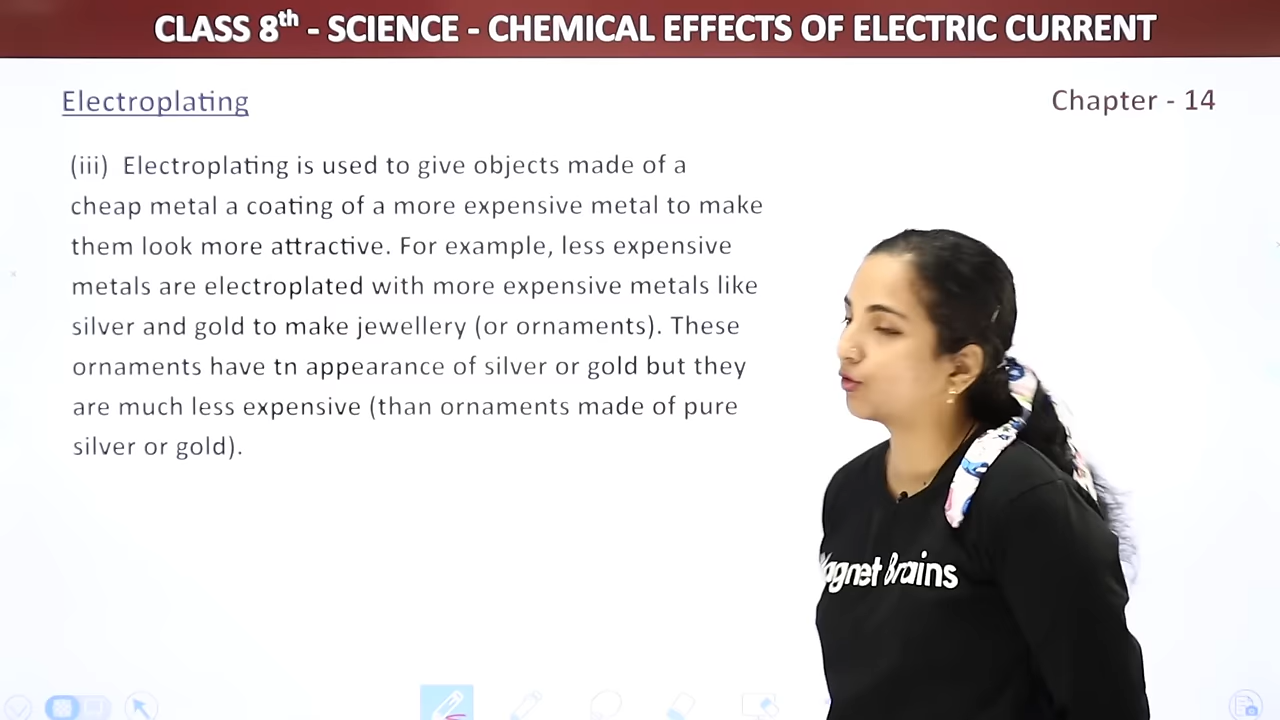 CLASS 8th - SCIENCE - CHEMICAL EFFECTS OF ELECTRIC CURRENT
Electroplating
Chapter - 14
(iii) Electroplating is used to give objects made of a
cheap metal a coating of a more expensive metal to make
them look more attractive. For example, less expensive
metals are electroplated with more expensive metals like
silver and gold to make jewellery (or ornaments). These
ornaments have tn appearance of silver or gold but they
are much less expensive (than ornaments made of pure
silver or gold).
Brains